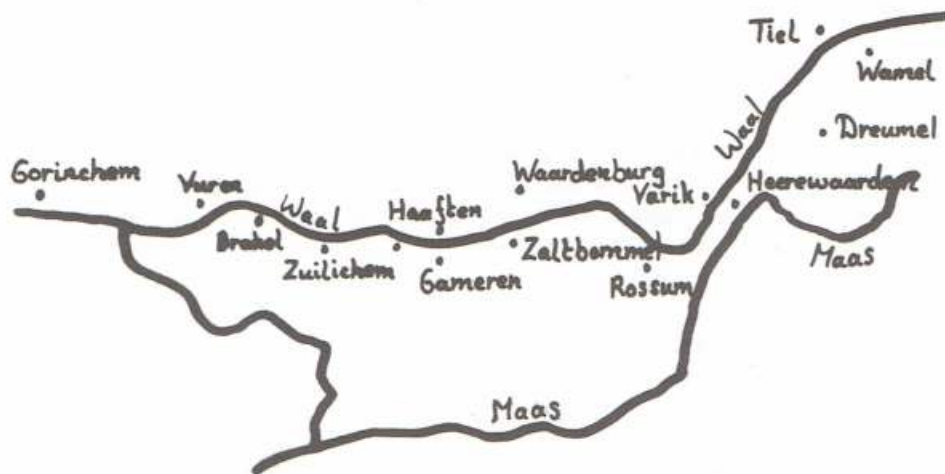 Tiel
Wamel
Waal
Dreumel
Gorinchem
Vuren
Waardenburg
Varik
Heerewaarden
Waal
Haaften
Brakel
Zuilichem
Gameren
Zaltbommel
Rossum
Maas
Maas